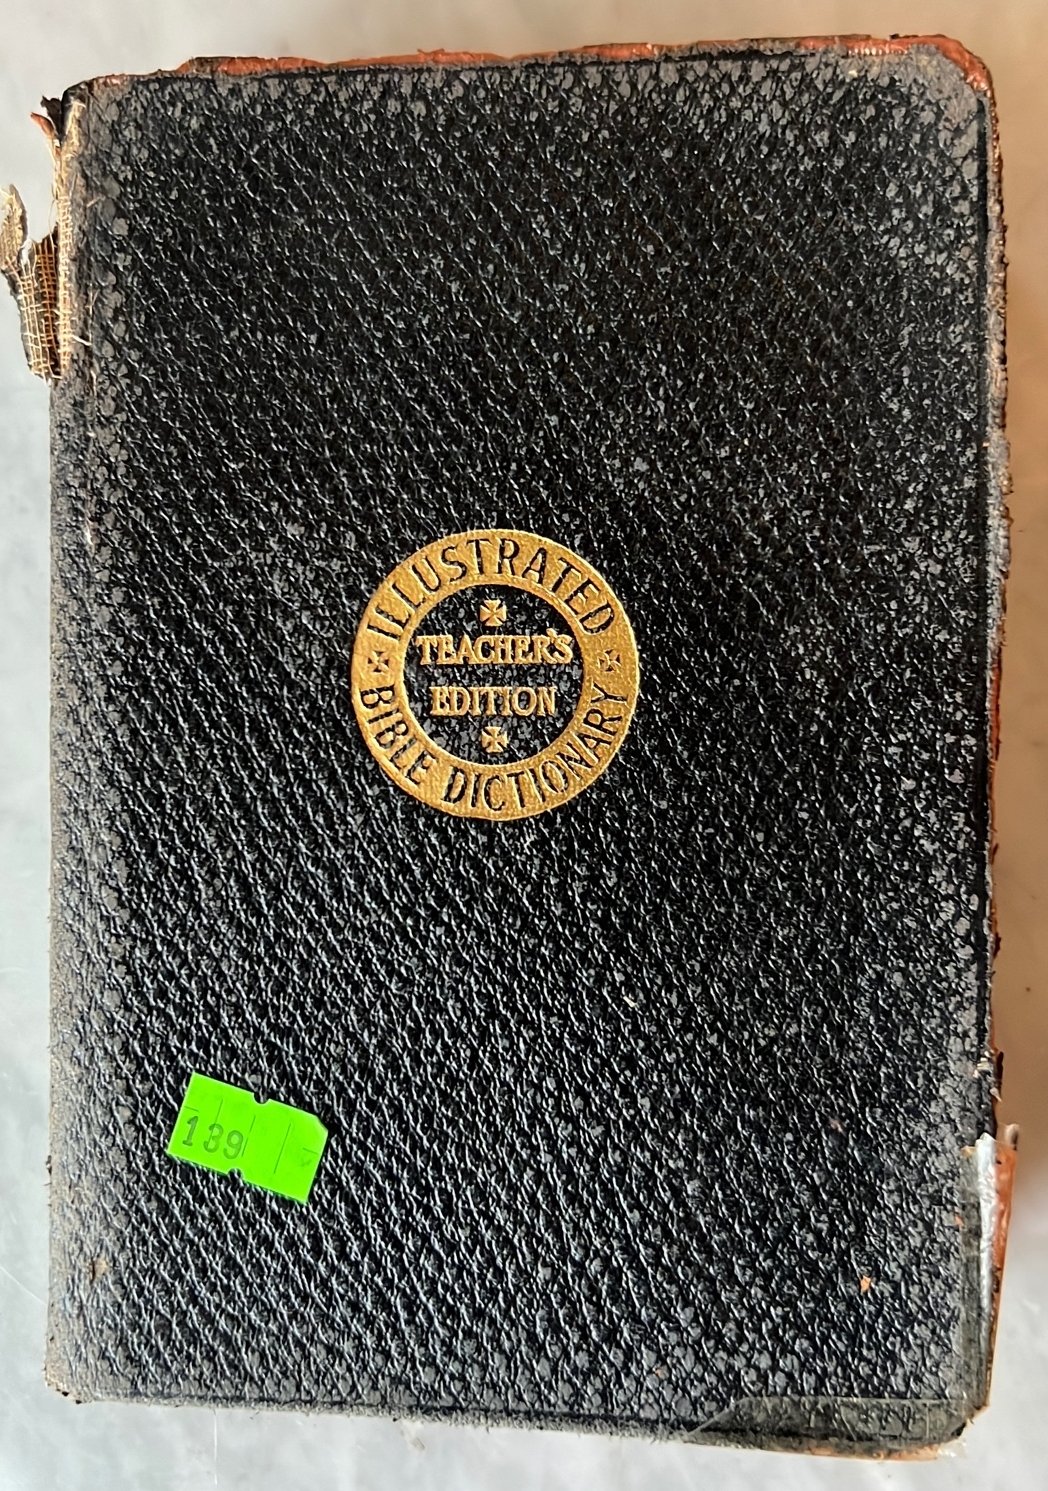 ILLUSTRATED
TEACHER'S
EDITION
BIBLE DICTIONARY
139